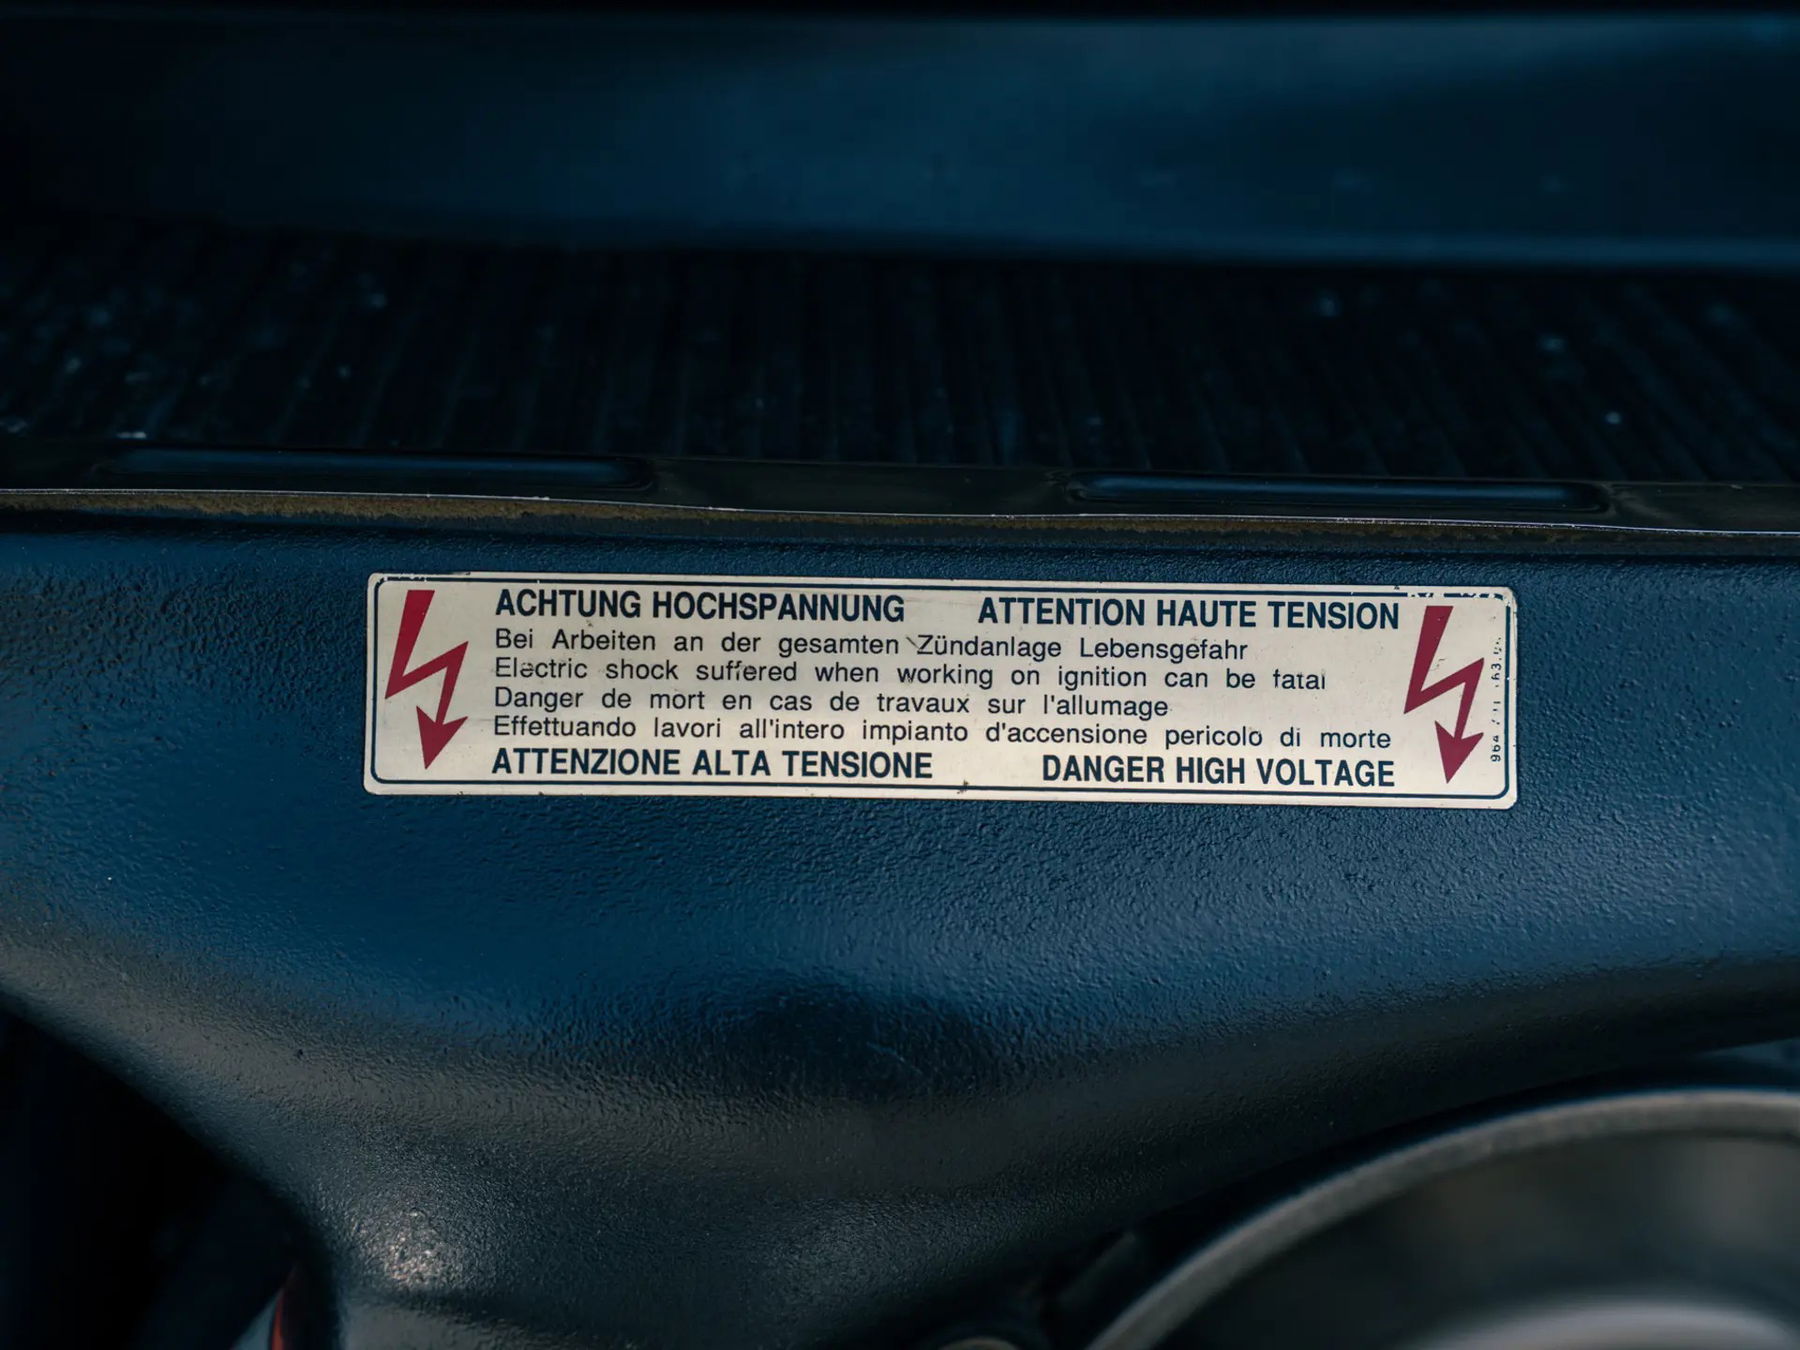 ACHTUNG HOCHSPANNUNG ATTENTION HAUTE TENSION
Bei Arbeiten an der gesamten Zündanlage Lebensgefahr
Electric shock suffered when working on ignition can be fatal
Danger de mort en cas de travaux sur l'allumage
Effettuando lavori all'intero impianto d'accensione pericolo di morte
ATTENZIONE ALTA TENSIONE DANGER HIGH VOLTAGE
964